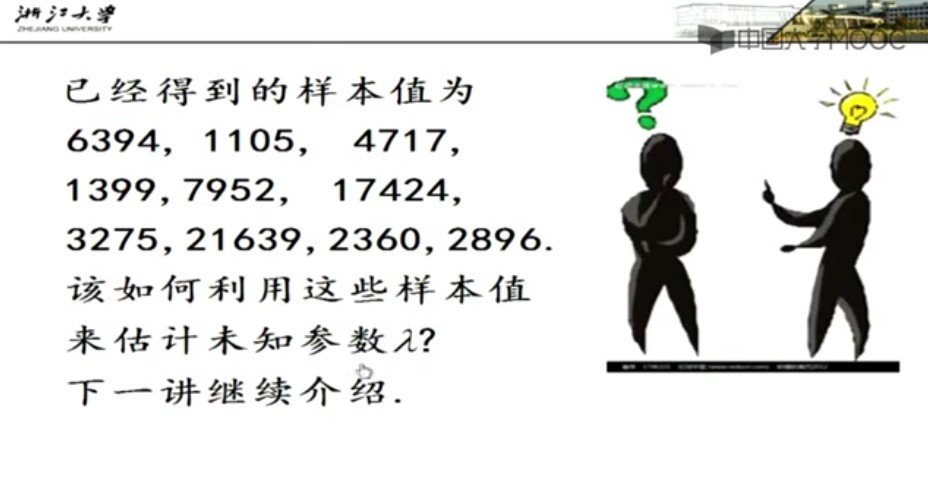 浙江大学
ZHEJIANG UNIVERSITY
中国大学MOOC
已经得到的样本值为
6394, 1105, 4717,
1399, 7952, 17424,
3275, 21639, 2360, 2896.
该如何利用这些样本值
来估计未知参数λ?
下一讲继续介绍.